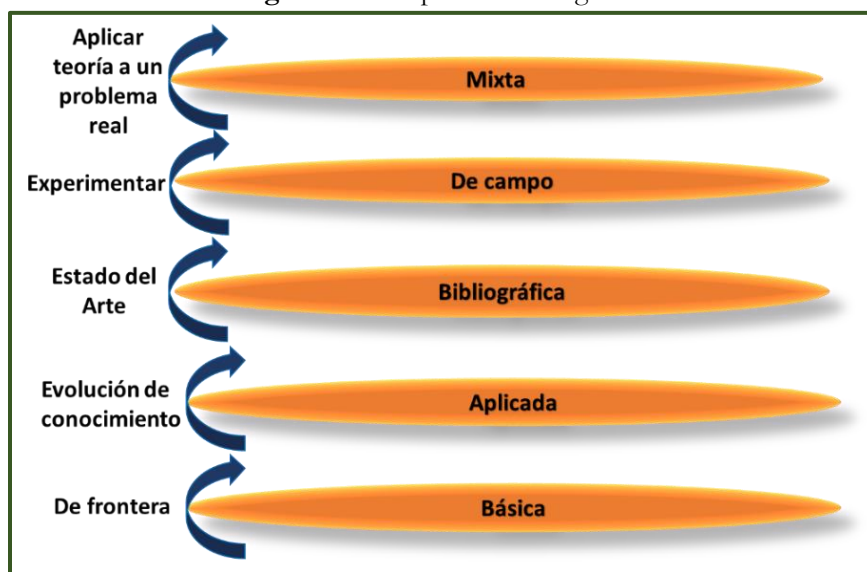 Aplicar
teoría a un
problema
real
Mixta
Experimentar
De campo
Estado del
Arte
Bibliográfica
Evolución de
conocimiento
Aplicada
De frontera
Básica